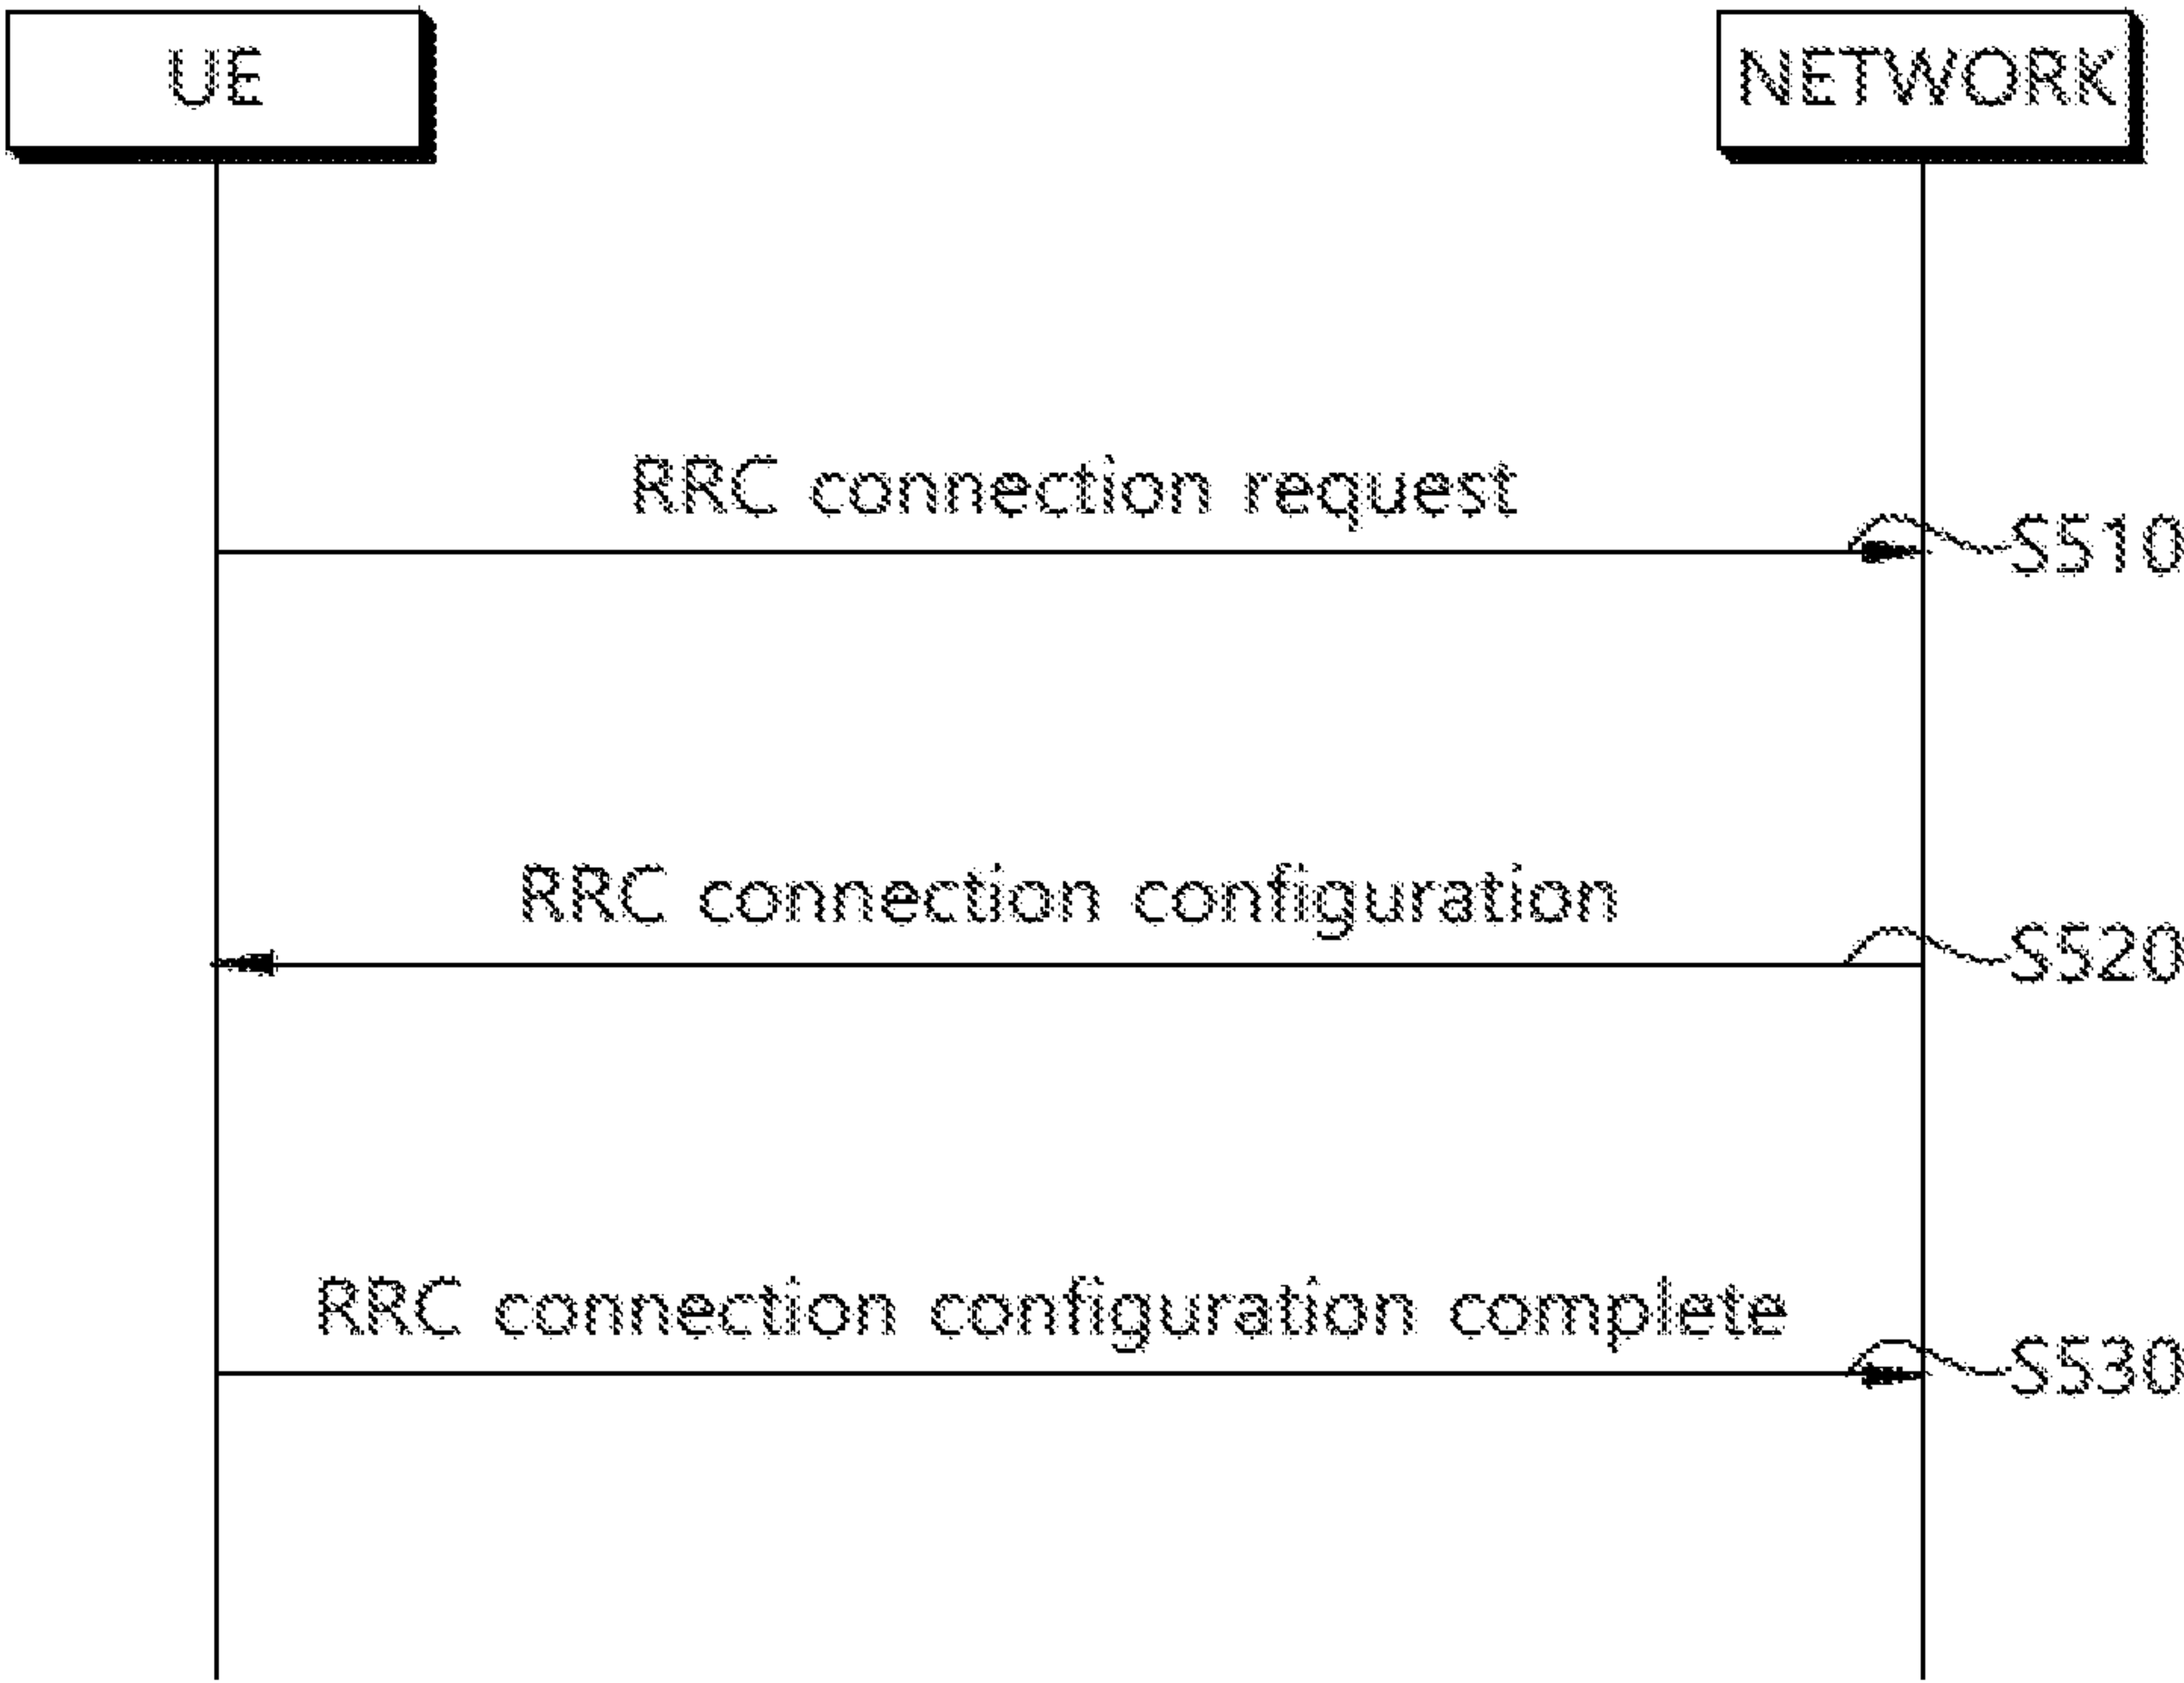 UE
NETWORK
RRC connection request
S510
RRC connection configuration
S520
RRC connection configuration complete
S530